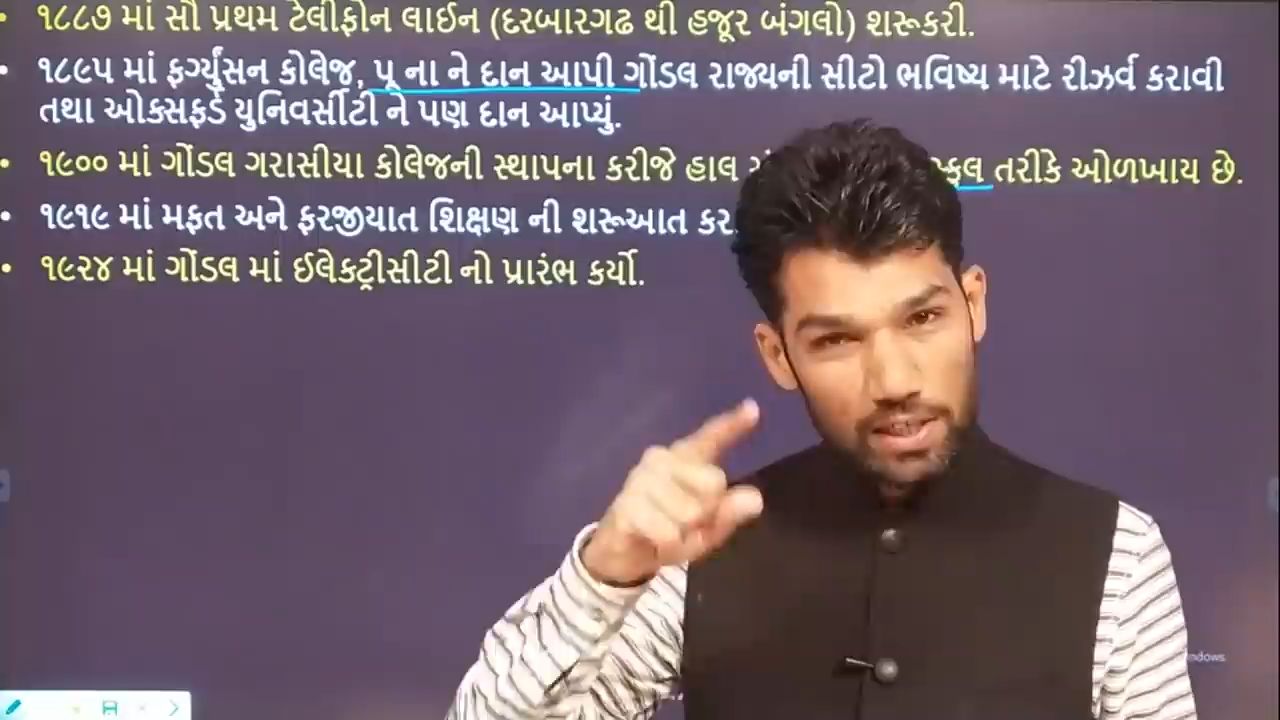 • ૧૮૮૭ માં સૌ પ્રથમ ટેલીફોન લાઈન (દરબારગઢ થી હજૂર બંગલો) શરૂકરી.
• ૧૮૯૫ માં ફર્ગ્યુંસન કોલેજ, પૂ ના ને દાન આપી ગોંડલ રાજ્યની સીટો ભવિષ્ય માટે રીઝર્વ કરાવી
તથા ઓક્સફર્ડ યુનિવર્સીટી ને પણ દાન આપ્યું.
• ૧૯૦૦ માં ગોંડલ ગરાસીયા કોલેજની સ્થાપના કરીજે હાલ તરીકે ઓળખાય છે.
• ૧૯૧૯ માં મફત અને ફરજીયાત શિક્ષણ ની શરૂઆત
• ૧૯૨૪ માં ગોંડલ માં ઈલેક્ટ્રીસીટી નો પ્રારંભ કર્યો.